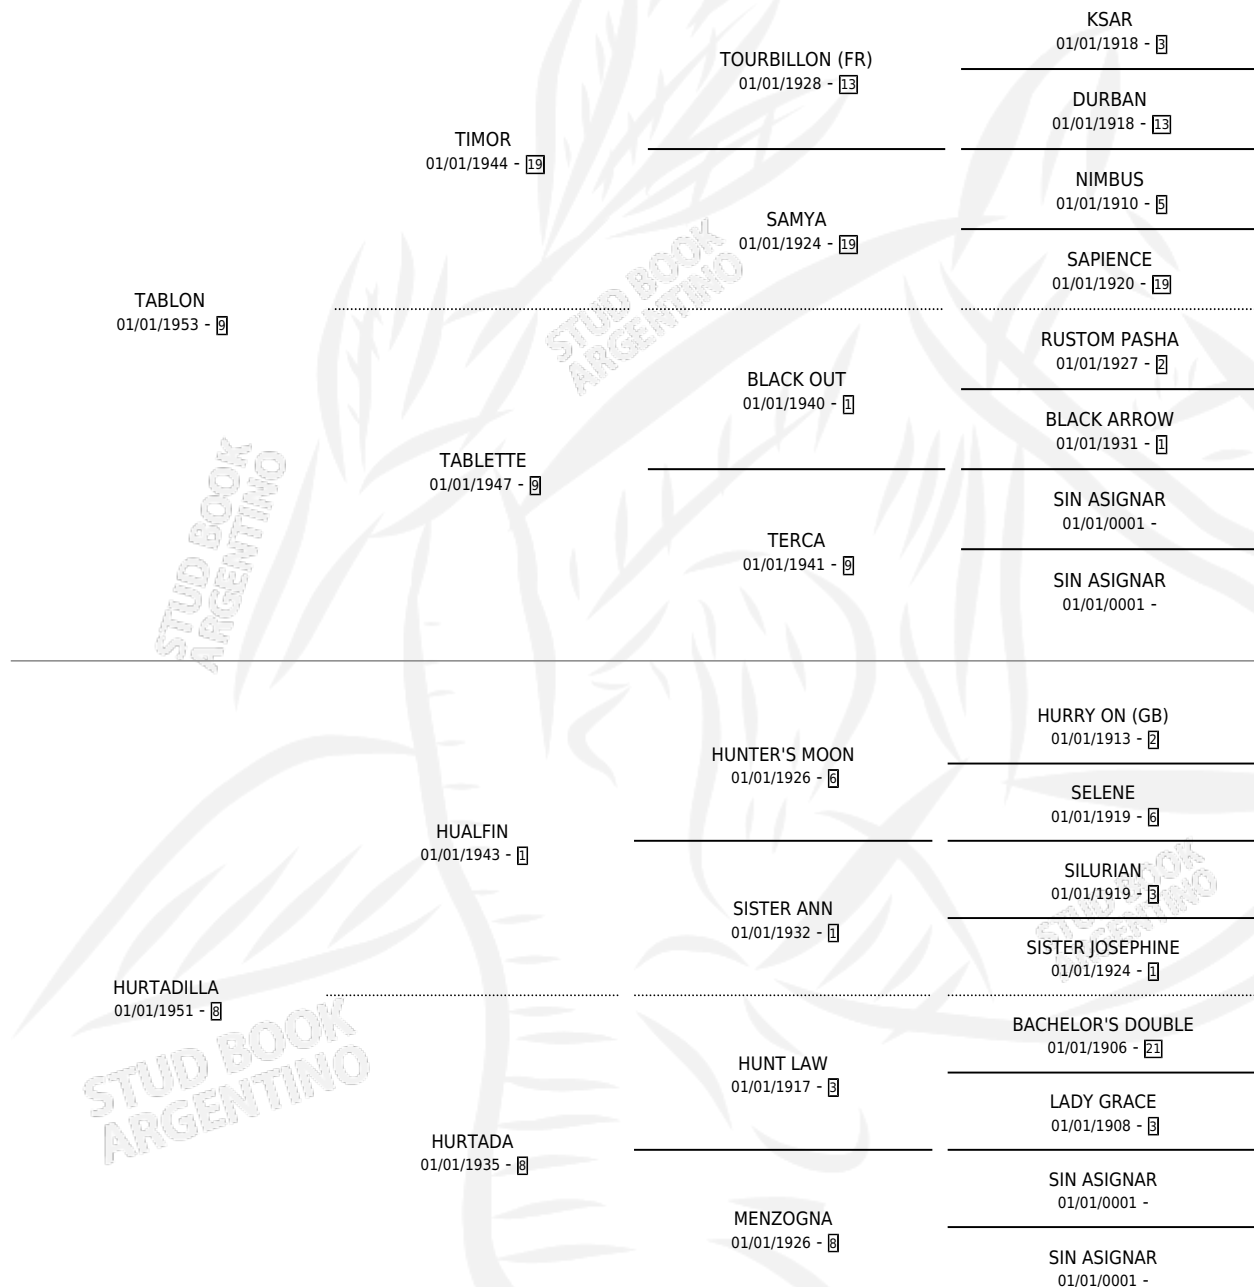 TABLON
01/01/1953 - 9
TIMOR
01/01/1944 - 19
TOURBILLON (FR)
01/01/1928 - 13
KSAR
01/01/1918 - 3
DURBAN
01/01/1918 - 13
SAMYA
01/01/1924 - 19
NIMBUS
01/01/1910 - 5
SAPIENCE
01/01/1920 - 19
TABLETTE
01/01/1947 - 9
BLACK OUT
01/01/1940 - 1
RUSTOM PASHA
01/01/1927 - 2
BLACK ARROW
01/01/1931 - 1
TERCA
01/01/1941 - 9
SIN ASIGNAR
01/01/0001 -
SIN ASIGNAR
01/01/0001 -
HURTADILLA
01/01/1951 - 8
HUALFIN
01/01/1943 - 1
HUNTER'S MOON
01/01/1926 - 6
HURRY ON (GB)
01/01/1913 - 2
SELENE
01/01/1919 - 6
SISTER ANN
01/01/1932 - 1
SILURIAN
01/01/1919 - 3
SISTER JOSEPHINE
01/01/1924 - 1
HURTADA
01/01/1935 - 8
HUNT LAW
01/01/1917 - 3
BACHELOR'S DOUBLE
01/01/1906 - 21
LADY GRACE
01/01/1908 - 3
MENZOGNA
01/01/1926 - 8
SIN ASIGNAR
01/01/0001 -
SIN ASIGNAR
01/01/0001 -
STUD BOOK
ARGENTINO
STUD BOOK
ARGENTINO
STUD BOOK
ARGENTINO
STUD BOOK
ARGENTINO